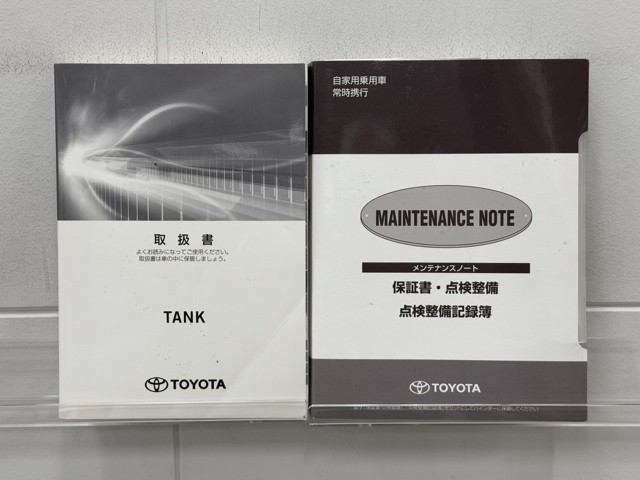 取扱書
よくお読みになってご使用ください。
取扱書は車の中に保管しましょう。
TANK
TOYOTA
自家用乗用車
常時携行
MAINTENANCE NOTE
メンテナンスノート
保証書・点検整備
点検整備記録簿
TOYOTA